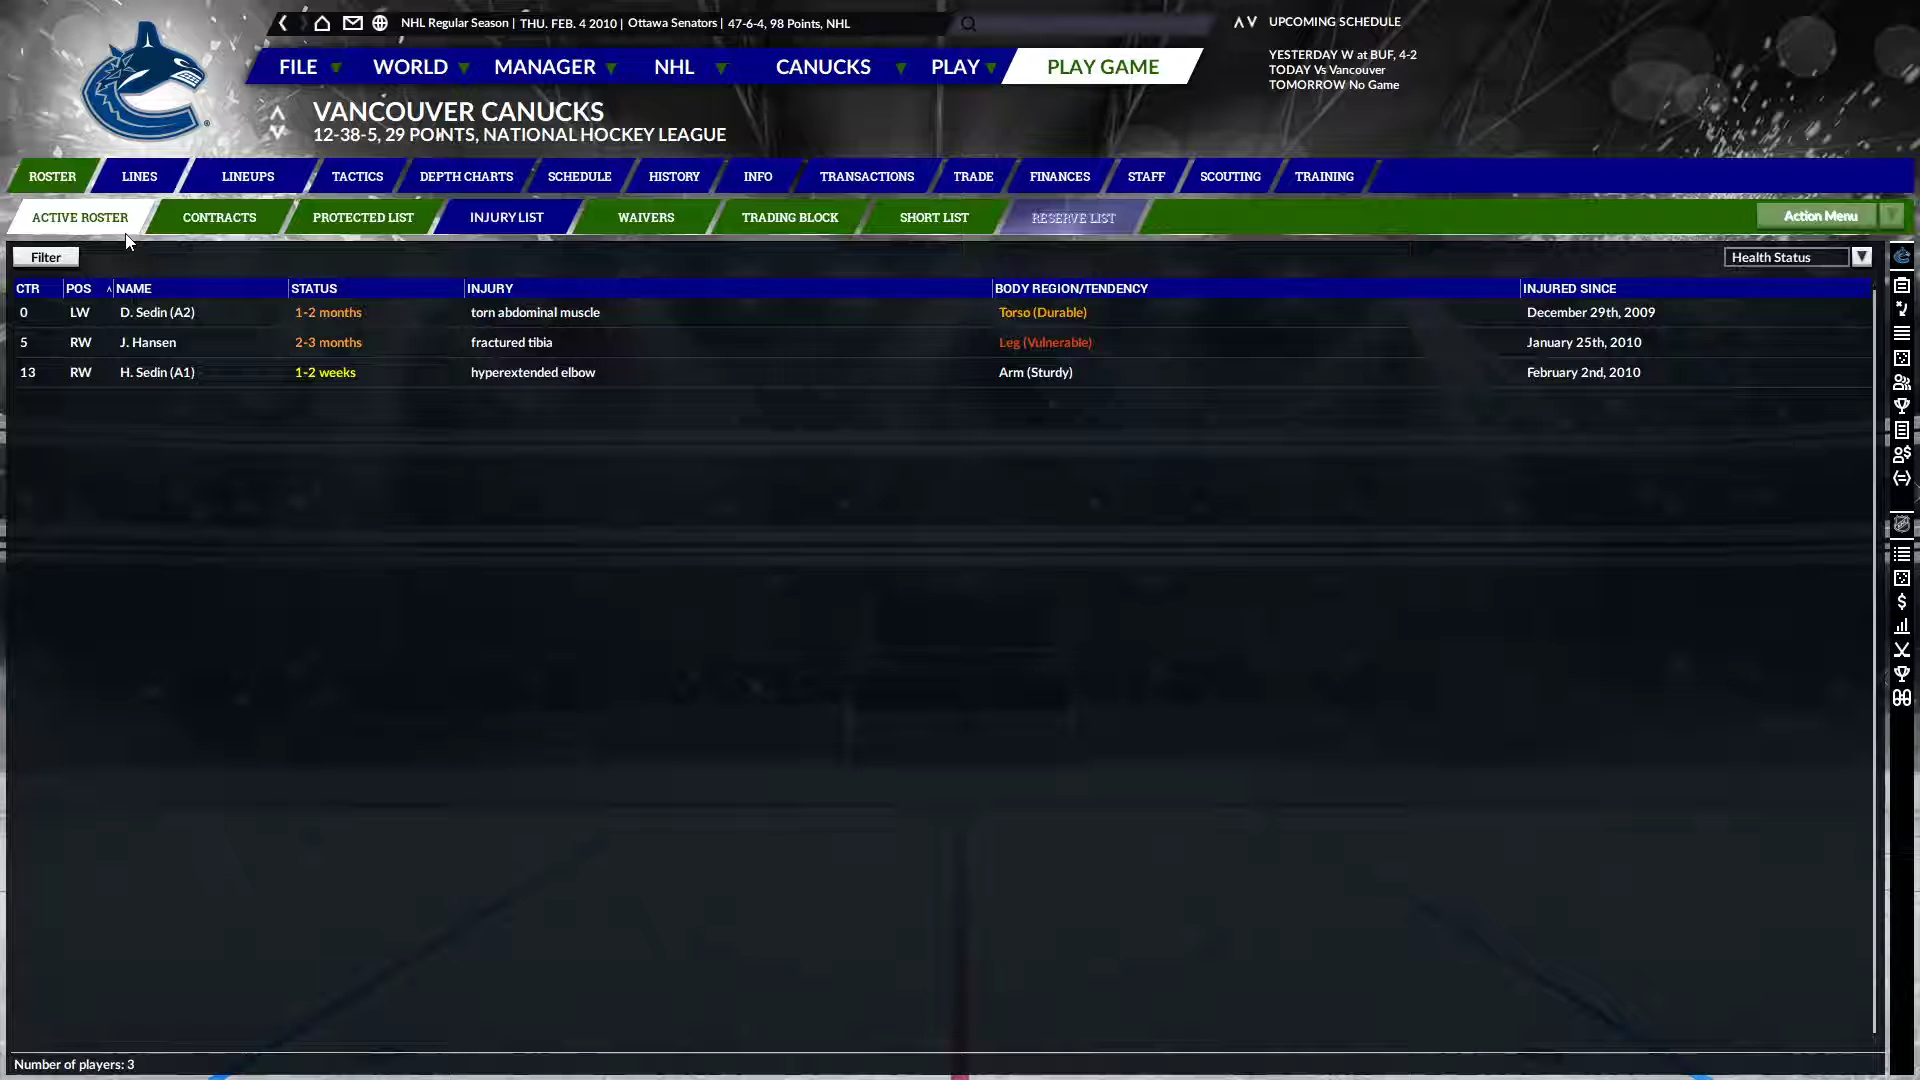 NHL Regular Season | THU. FEB. 4 2010 | Ottawa Senators | 47-6-4, 98 Points, NHL
UPCOMING SCHEDULE
YESTERDAY W at BUF, 4-2
TODAY Vs Vancouver
TOMORROW No Game
FILE WORLD MANAGER NHL CANUCKS PLAY PLAY GAME
VANCOUVER CANUCKS
12-38-5, 29 POINTS, NATIONAL HOCKEY LEAGUE
ROSTER LINES LINEUPS TACTICS DEPTH CHARTS SCHEDULE HISTORY INFO TRANSACTIONS TRADE FINANCES STAFF SCOUTING TRAINING
ACTIVE ROSTER CONTRACTS PROTECTED LIST INJURY LIST WAIVERS TRADING BLOCK SHORT LIST RESERVE LIST Action Menu
Filter Health Status
CTR POS NAME STATUS INJURY BODY REGION/TENDENCY INJURED SINCE
0 LW D. Sedin (A2) 1-2 months torn abdominal muscle Torso (Durable) December 29th, 2009
5 RW J. Hansen 2-3 months fractured tibia Leg (Vulnerable) January 25th, 2010
13 RW H. Sedin (A1) 1-2 weeks hyperextended elbow Arm (Sturdy) February 2nd, 2010
Number of players: 3